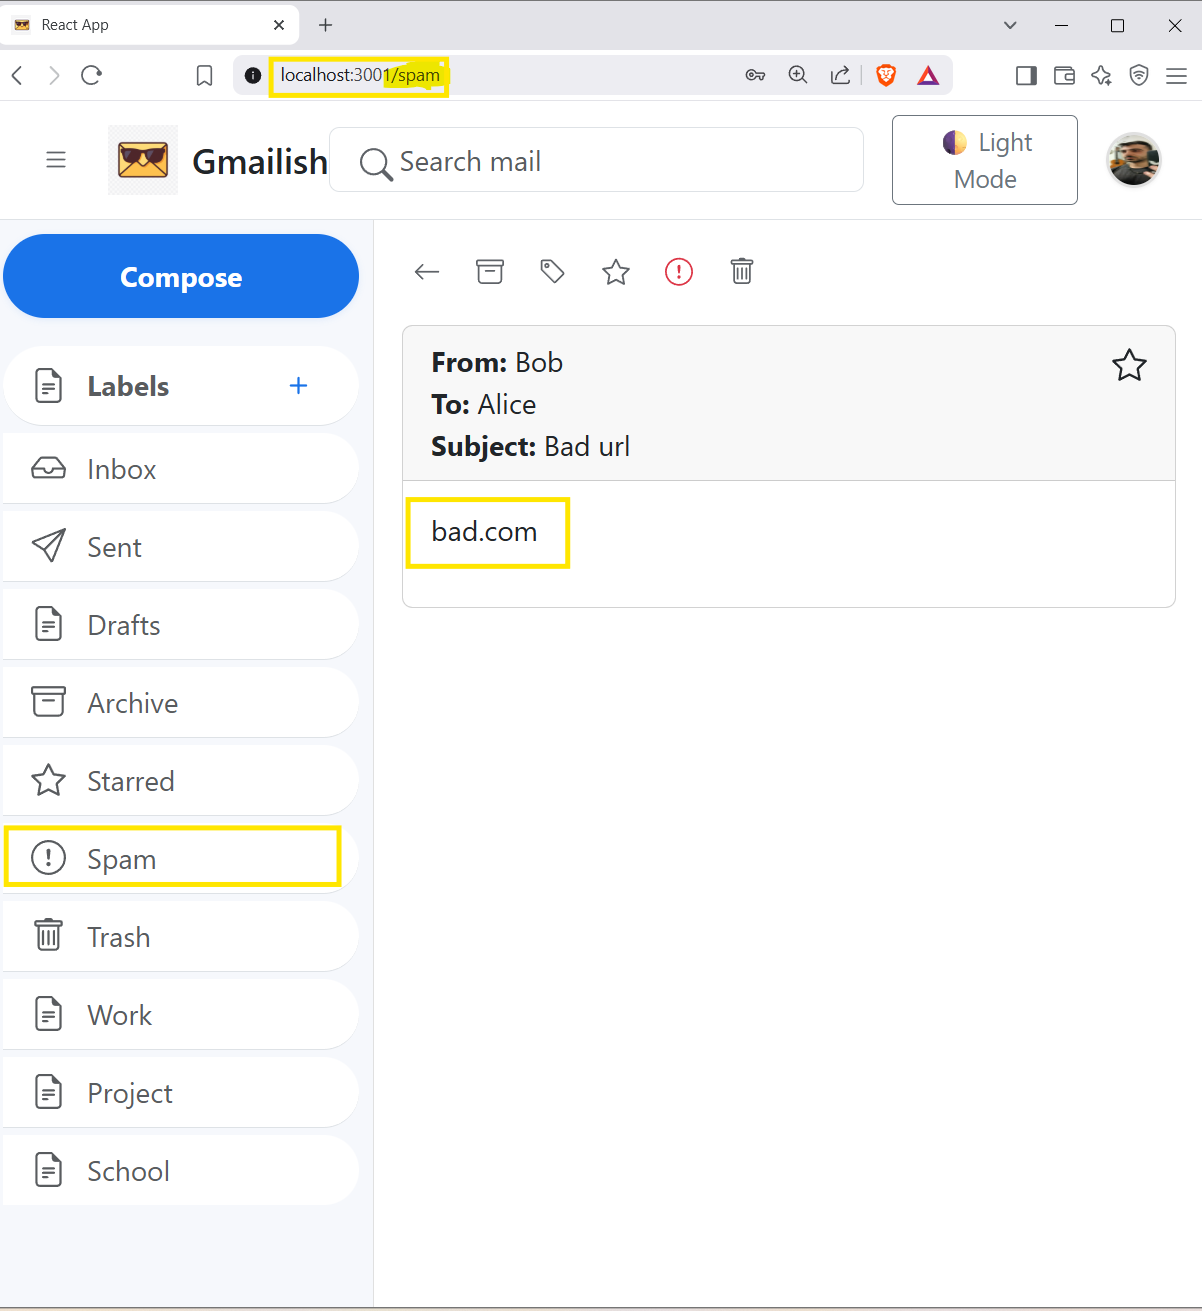 React App
localhost:3001/spam
Gmailish
Search mail
Light
Mode
Compose
Labels
Inbox
Sent
Drafts
Archive
Starred
Spam
Trash
Work
Project
School
From: Bob
To: Alice
Subject: Bad url
bad.com